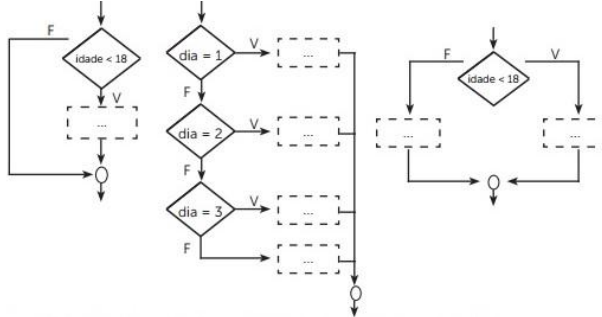 F
idade < 18
V
...
dia = 1
V
...
F
dia = 2
V
...
F
dia = 3
V
...
F
...
F
V
idade < 18
...
...